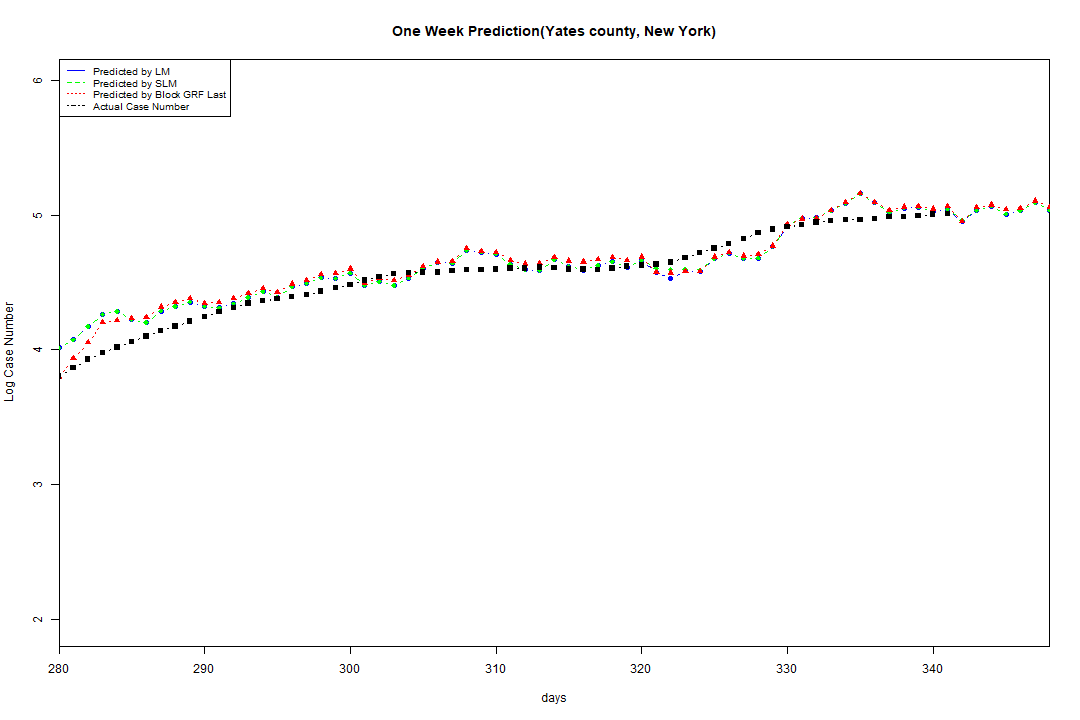 One Week Prediction(Yates county, New York)
Predicted by LM
Predicted by SLM
Predicted by Block GRF Last
Actual Case Number
6
5
4
3
2
Log Case Number
280 290 300 310 320 330 340
days